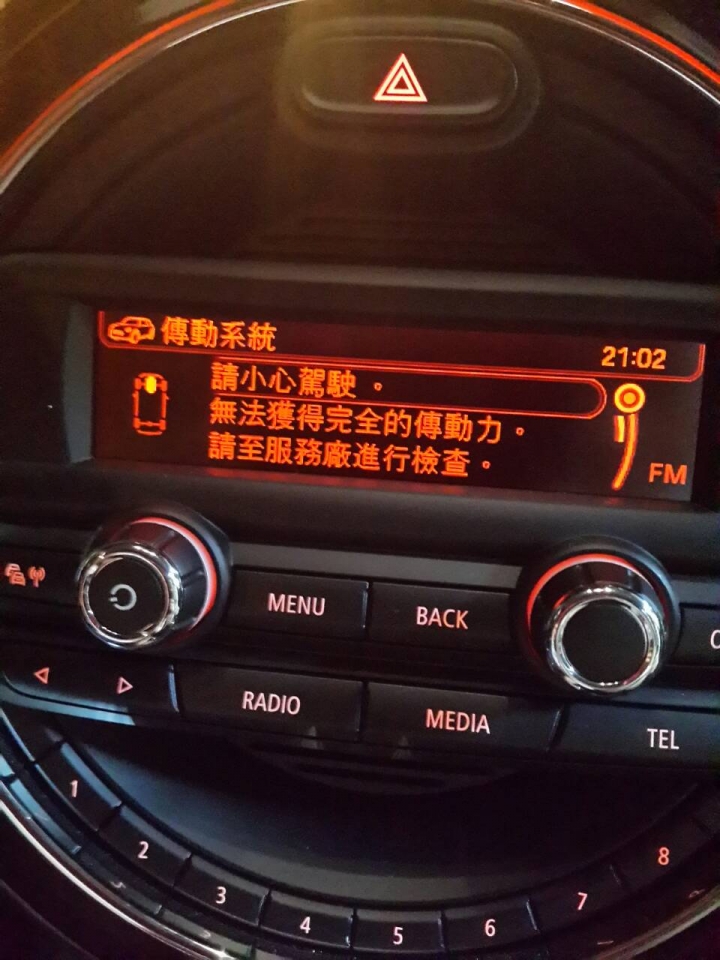 傳動系統
21:02
請小心駕駛。
無法獲得完全的傳動力。
請至服務廠進行檢查。
FM
MENU
BACK
RADIO
MEDIA
TEL
1
2
3
4
5
6
7
8